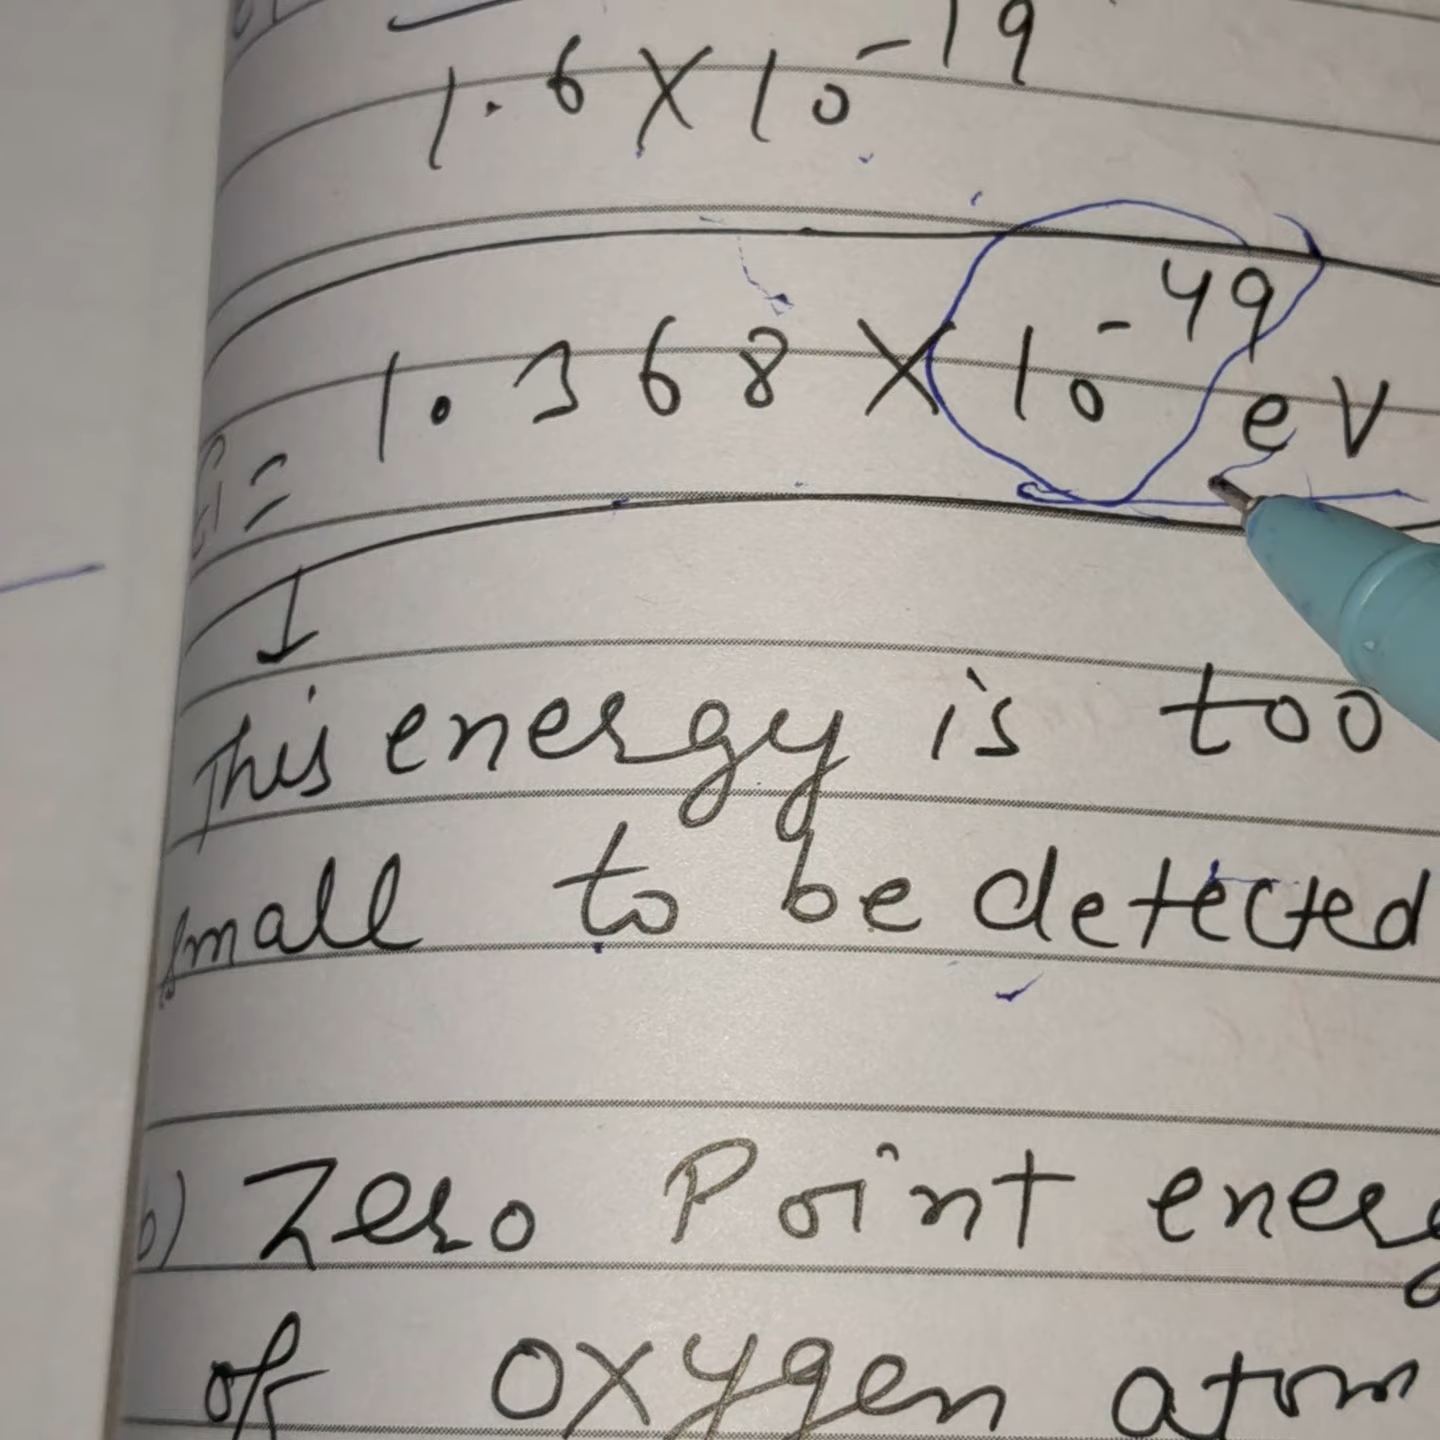 1.6 X 10⁻¹⁹
E₁ = 1.368 X 10⁻⁴⁹ eV
This energy is too
small to be detected
b) Zero Point energ
of oxygen atom